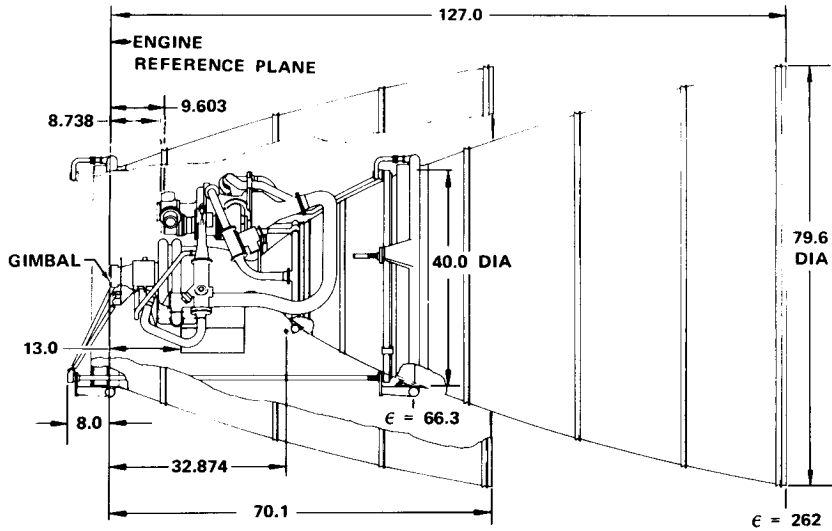 127.0
ENGINE
REFERENCE PLANE
9.603
8.738
79.6
DIA
GIMBAL
40.0 DIA
13.0
8.0
ϵ = 66.3
32.874
70.1
ϵ = 262